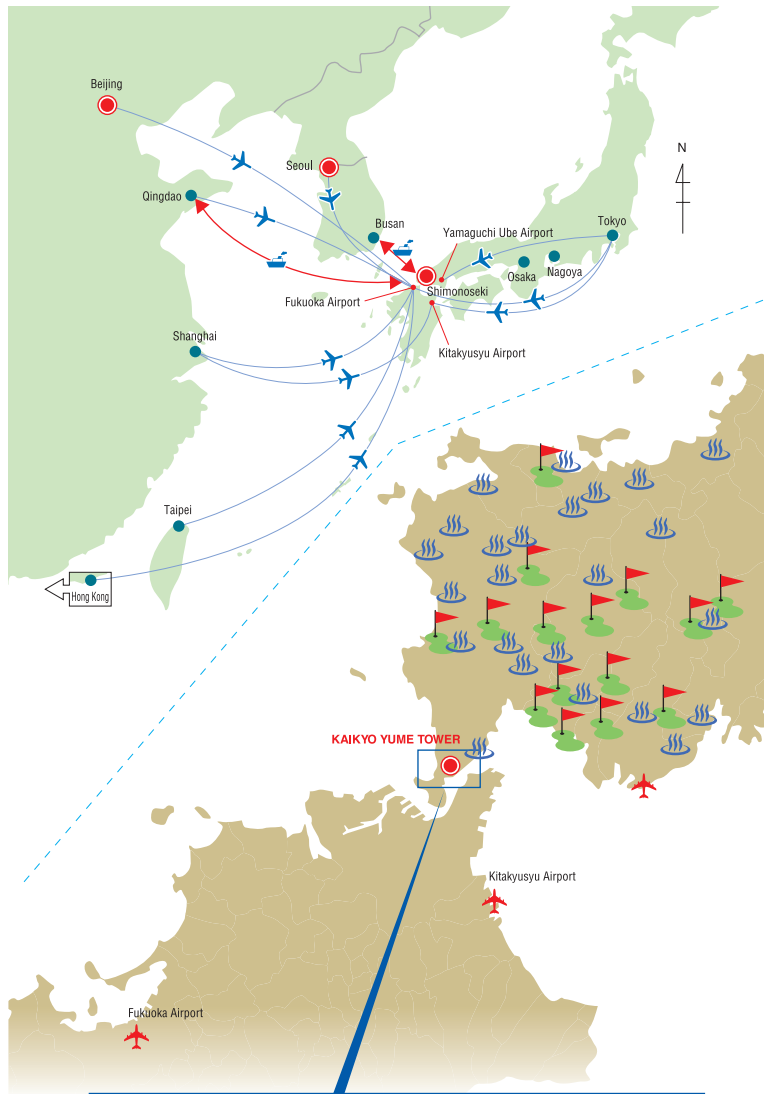 Beijing
N
Seoul
Qingdao
Busan
Tokyo
Yamaguchi Ube Airport
Nagoya
Osaka
Shimonoseki
Fukuoka Airport
Shanghai
Kitakyusyu Airport
Taipei
Hong Kong
KAIKYO YUME TOWER
Kitakyusyu Airport
Fukuoka Airport